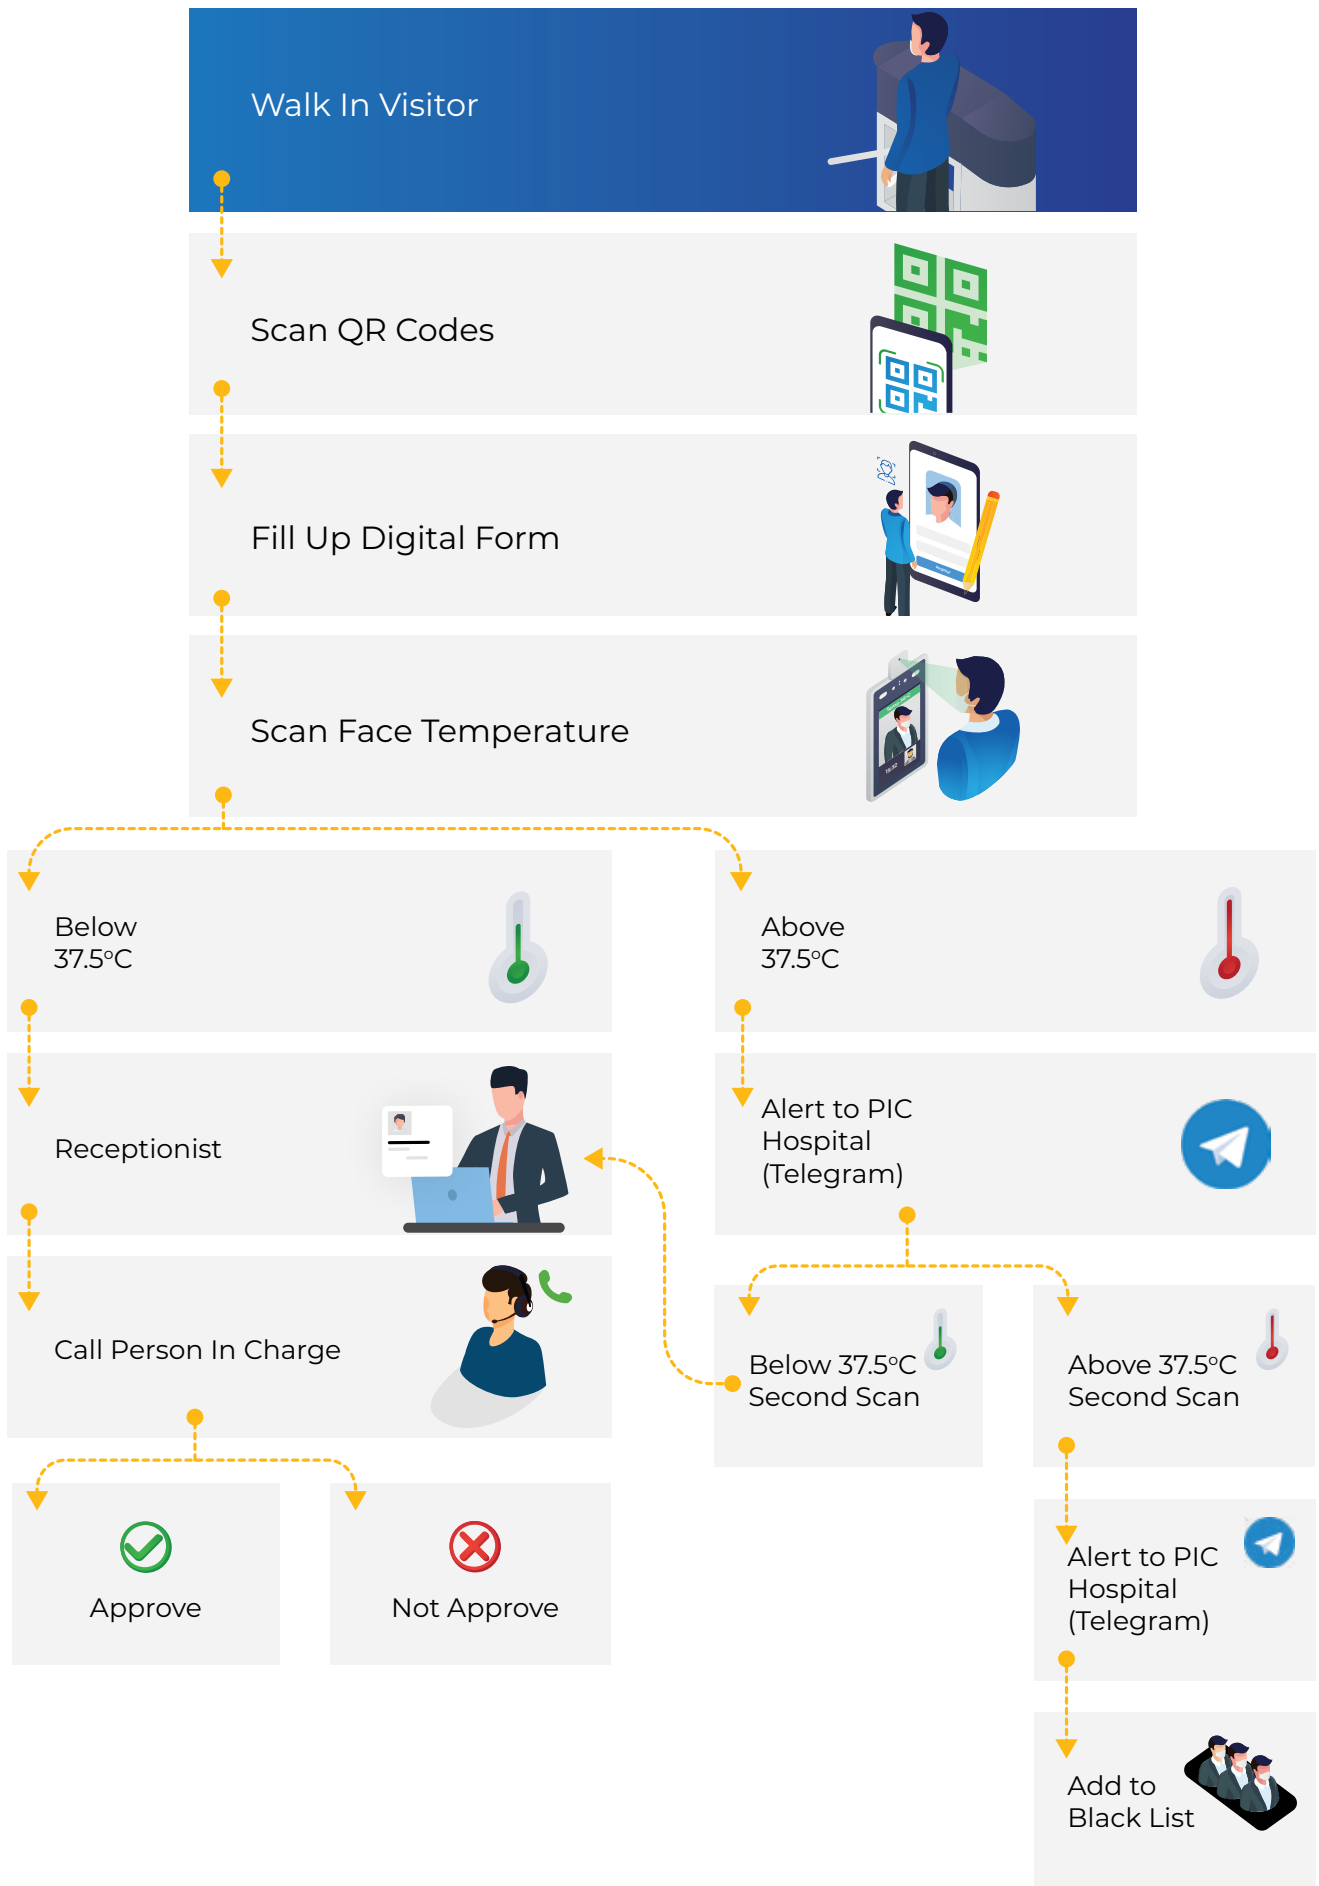 Walk In Visitor
Scan QR Codes
Fill Up Digital Form
Scan Face Temperature
Below
37.5°C
Above
37.5°C
Receptionist
Alert to PIC
Hospital
(Telegram)
Call Person In Charge
Below 37.5°C
Second Scan
Above 37.5°C
Second Scan
Approve
Not Approve
Alert to PIC
Hospital
(Telegram)
Add to
Black List